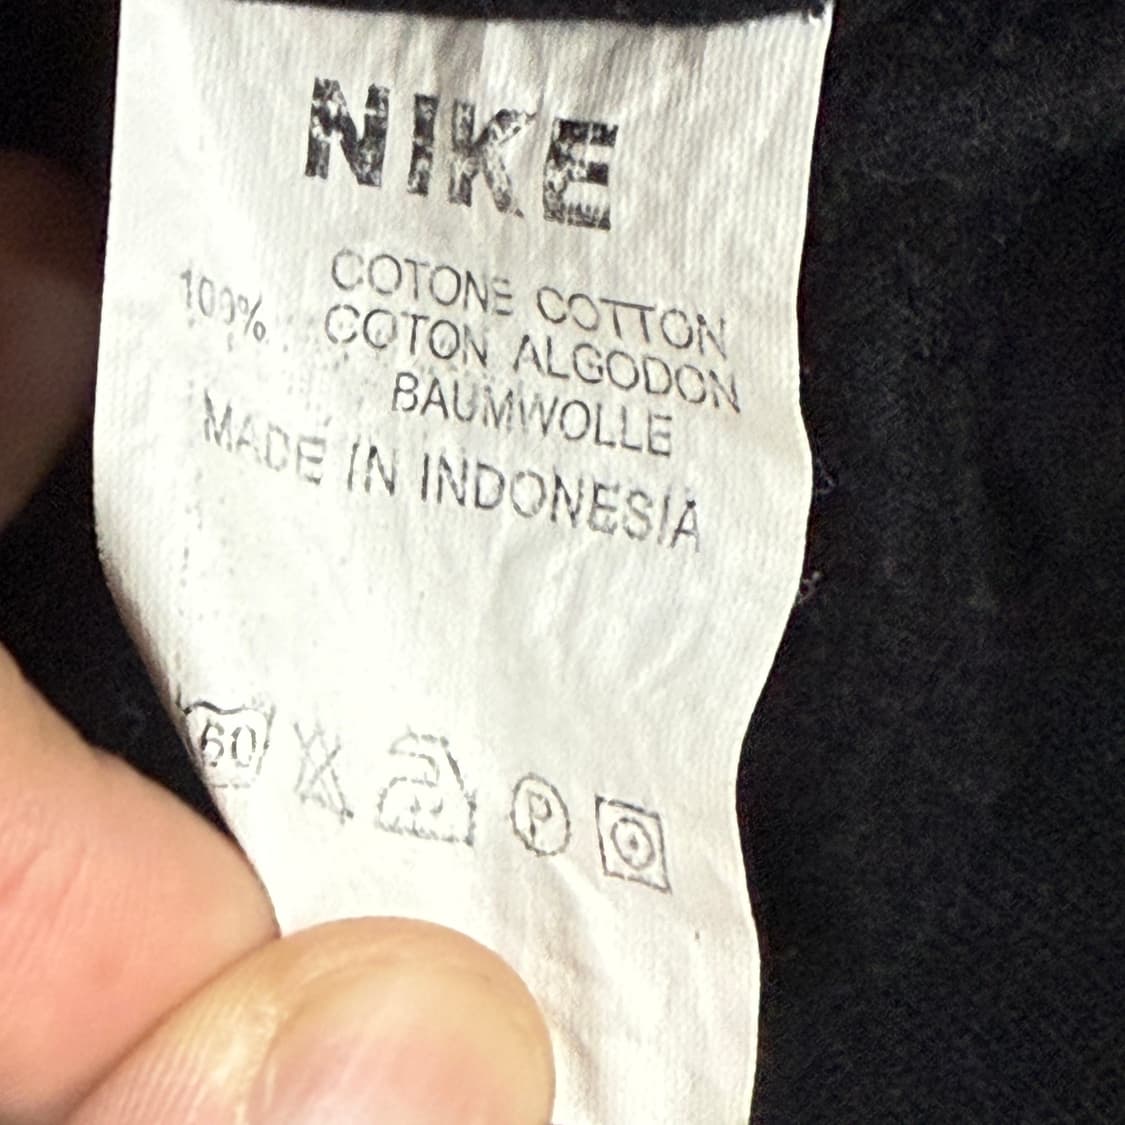 NIKE
COTONE COTTON
100% COTON ALGODON
BAUMWOLLE
MADE IN INDONESIA
60 P